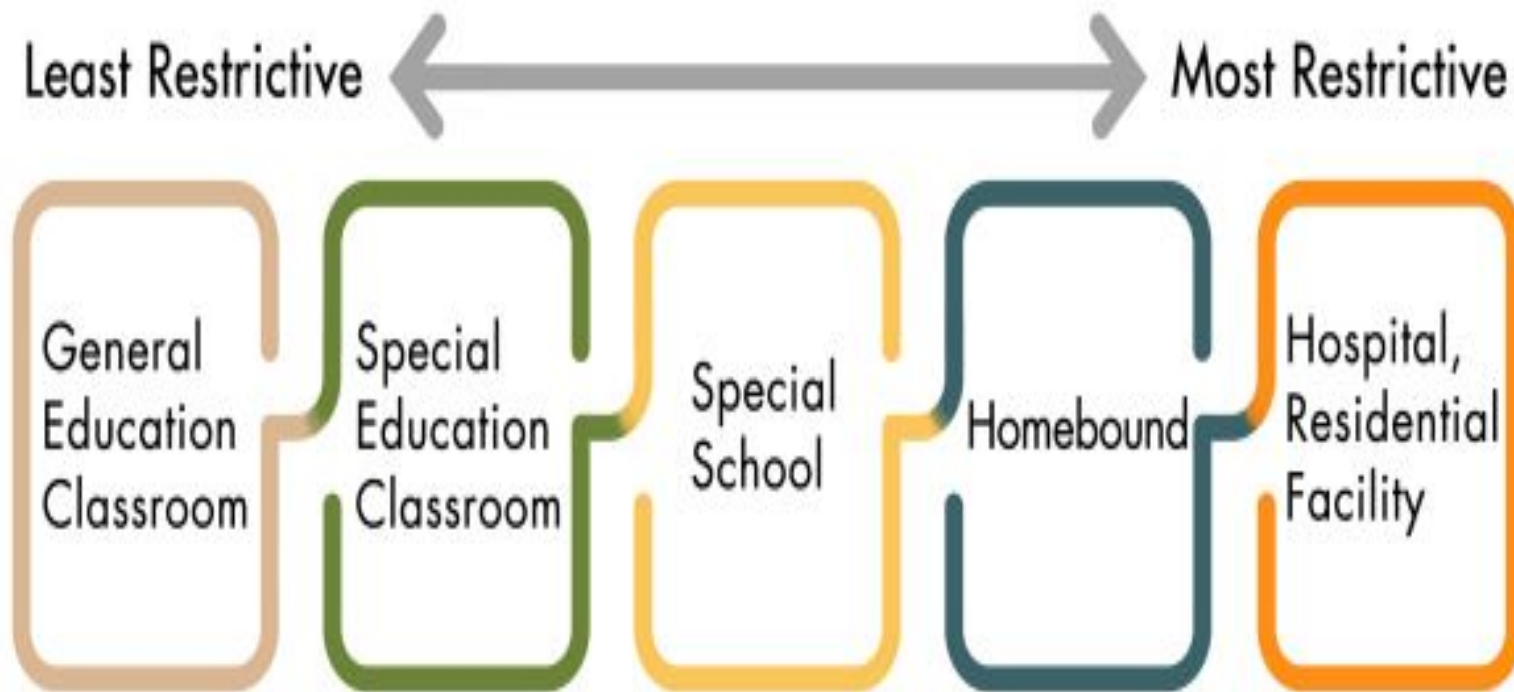 Least Restrictive
Most Restrictive
General
Education
Classroom
Special
Education
Classroom
Special
School
Homebound
Hospital,
Residential
Facility